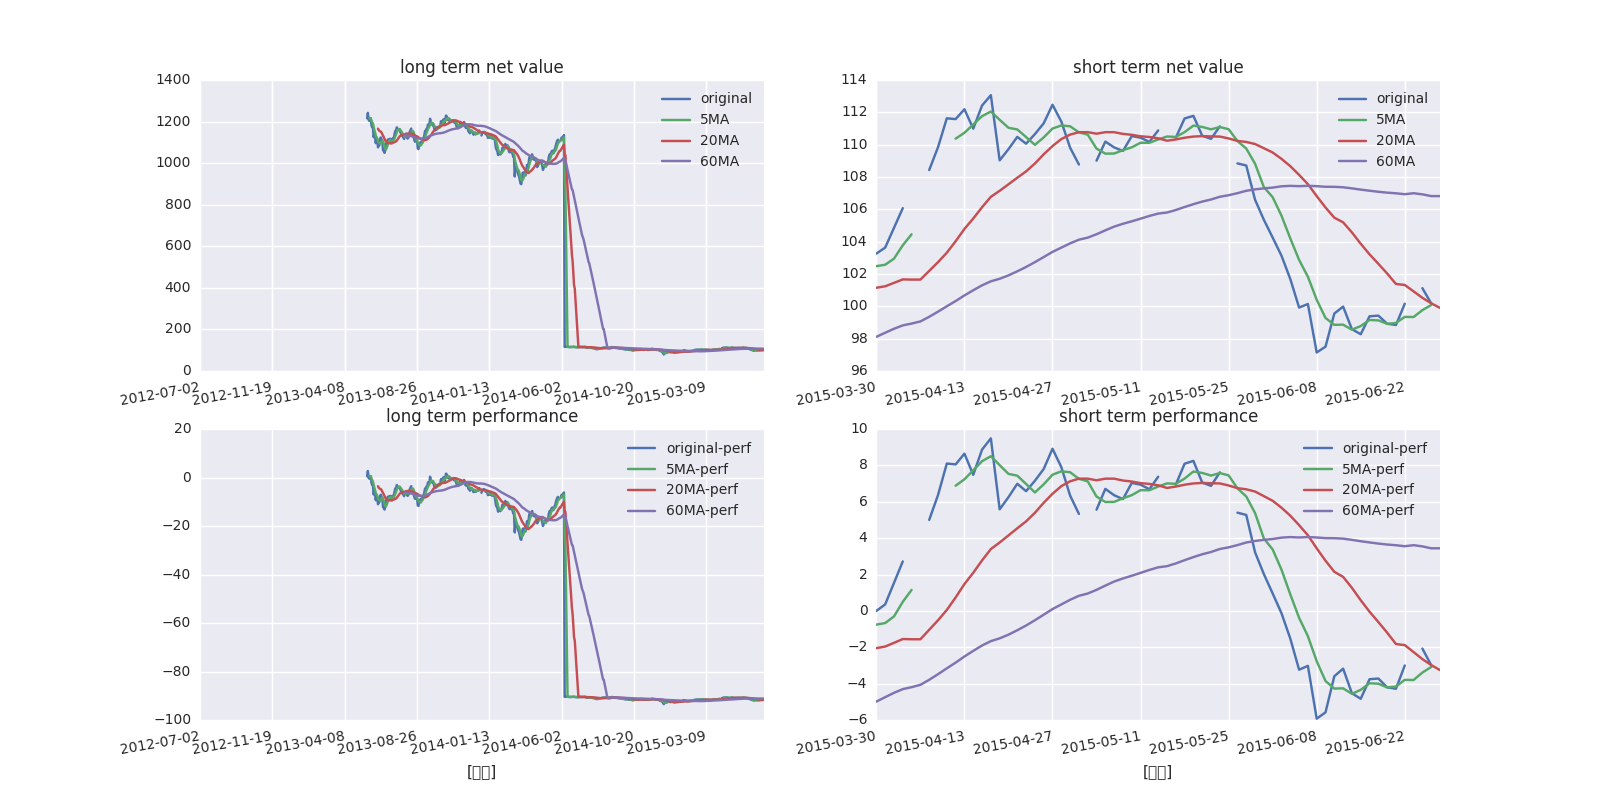 long term net value
1400
1200
1000
800
600
400
200
0
original
5MA
20MA
60MA
2012-07-02 2012-11-19 2013-04-08 2013-08-26 2014-01-13 2014-06-02 2014-10-20 2015-03-09
short term net value
114
112
110
108
106
104
102
100
98
96
original
5MA
20MA
60MA
2015-03-30 2015-04-13 2015-04-27 2015-05-11 2015-05-25 2015-06-08 2015-06-22
long term performance
20
0
−20
−40
−60
−80
−100
original-perf
5MA-perf
20MA-perf
60MA-perf
2012-07-02 2012-11-19 2013-04-08 2013-08-26 2014-01-13 2014-06-02 2014-10-20 2015-03-09
short term performance
10
8
6
4
2
0
−2
−4
−6
original-perf
5MA-perf
20MA-perf
60MA-perf
2015-03-30 2015-04-13 2015-04-27 2015-05-11 2015-05-25 2015-06-08 2015-06-22